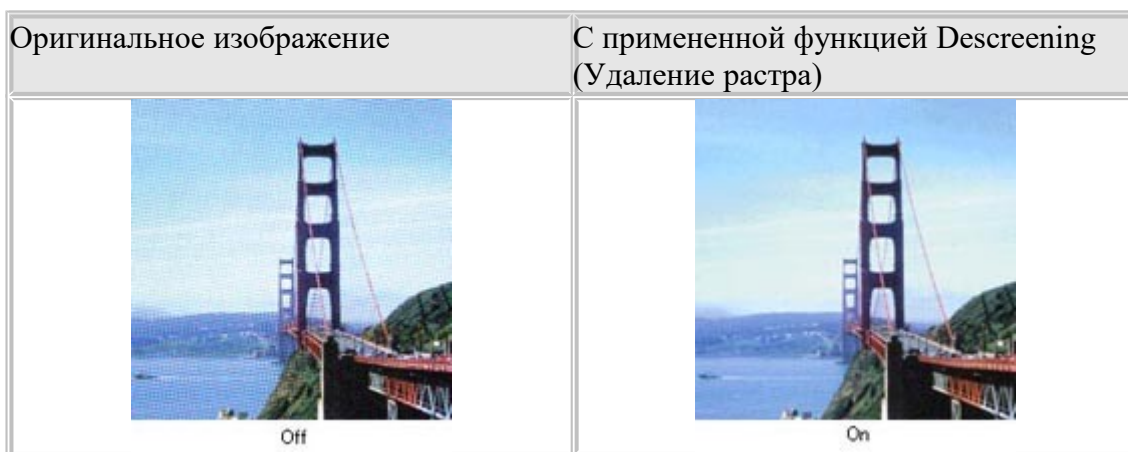 Оригинальное изображение
С примененной функцией Descreening
(Удаление растра)
Off
On